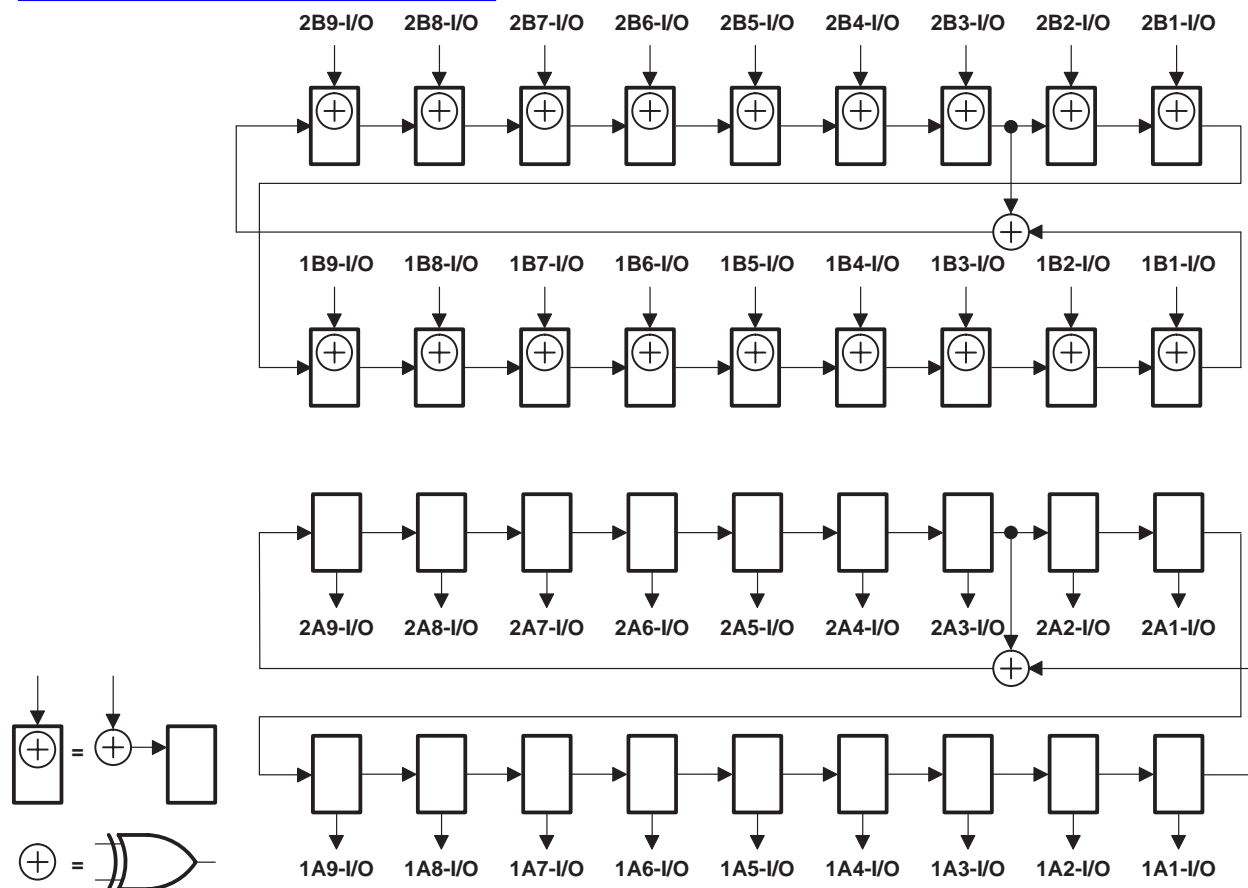 2B9-I/O 2B8-I/O 2B7-I/O 2B6-I/O 2B5-I/O 2B4-I/O 2B3-I/O 2B2-I/O 2B1-I/O
1B9-I/O 1B8-I/O 1B7-I/O 1B6-I/O 1B5-I/O 1B4-I/O 1B3-I/O 1B2-I/O 1B1-I/O
2A9-I/O 2A8-I/O 2A7-I/O 2A6-I/O 2A5-I/O 2A4-I/O 2A3-I/O 2A2-I/O 2A1-I/O
=
=
1A9-I/O 1A8-I/O 1A7-I/O 1A6-I/O 1A5-I/O 1A4-I/O 1A3-I/O 1A2-I/O 1A1-I/O